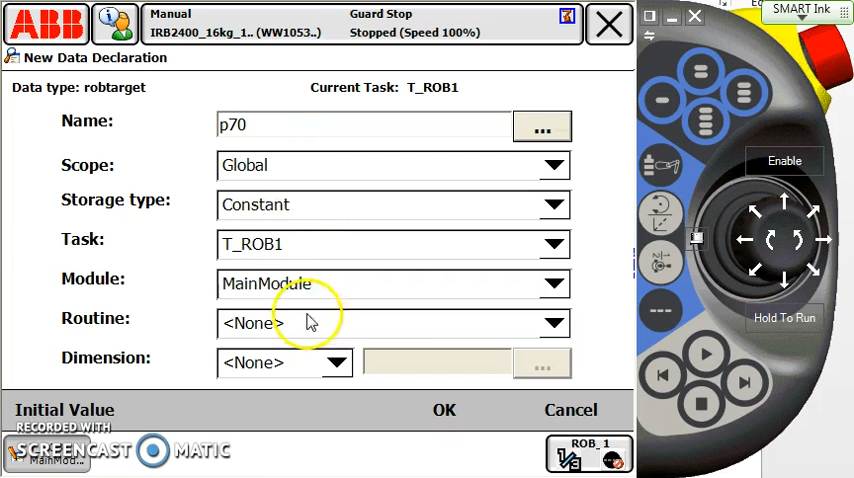 SMART Ink
ABB
Manual
Guard Stop
IRB2400_16kg_1.. (WW1053..
Stopped (Speed 100%)
New Data Declaration
Data type: robtarget
Current Task: T_ROB1
Name:
p70
...
Scope:
Global
Storage type:
Constant
Task:
T_ROB1
Module:
MainModule
Routine:
<None>
Dimension:
<None>
...
Initial Value
OK
Cancel
RECORDED WITH
SCREENCAST MATIC
MainMod...
ROB_1
1/3
Enable
Hold To Run